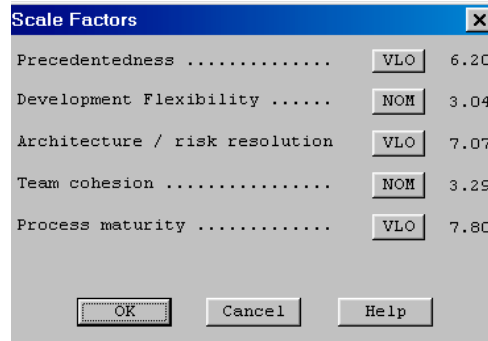 Scale Factors
Precedentedness .............. VLO 6.20
Development Flexibility ...... NOM 3.04
Architecture / risk resolution VLO 7.07
Team cohesion ................ NOM 3.29
Process maturity ............. VLO 7.80
OK Cancel Help